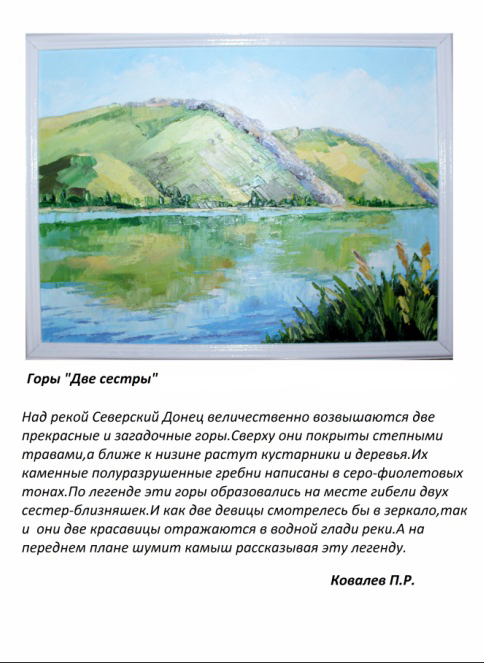 Горы "Две сестры"
Над рекой Северский Донец величественно возвышаются две
прекрасные и загадочные горы.Сверху они покрыты степными
травами,а ближе к низине растут кустарники и деревья.Их
каменные полуразрушенные гребни написаны в серо-фиолетовых
тонах.По легенде эти горы образовались на месте гибели двух
сестер-близняшек.И как две девицы смотрелесь бы в зеркало,так
и они две красавицы отражаются в водной глади реки.А на
переднем плане шумит камыш рассказывая эту легенду.
Ковалев П.Р.